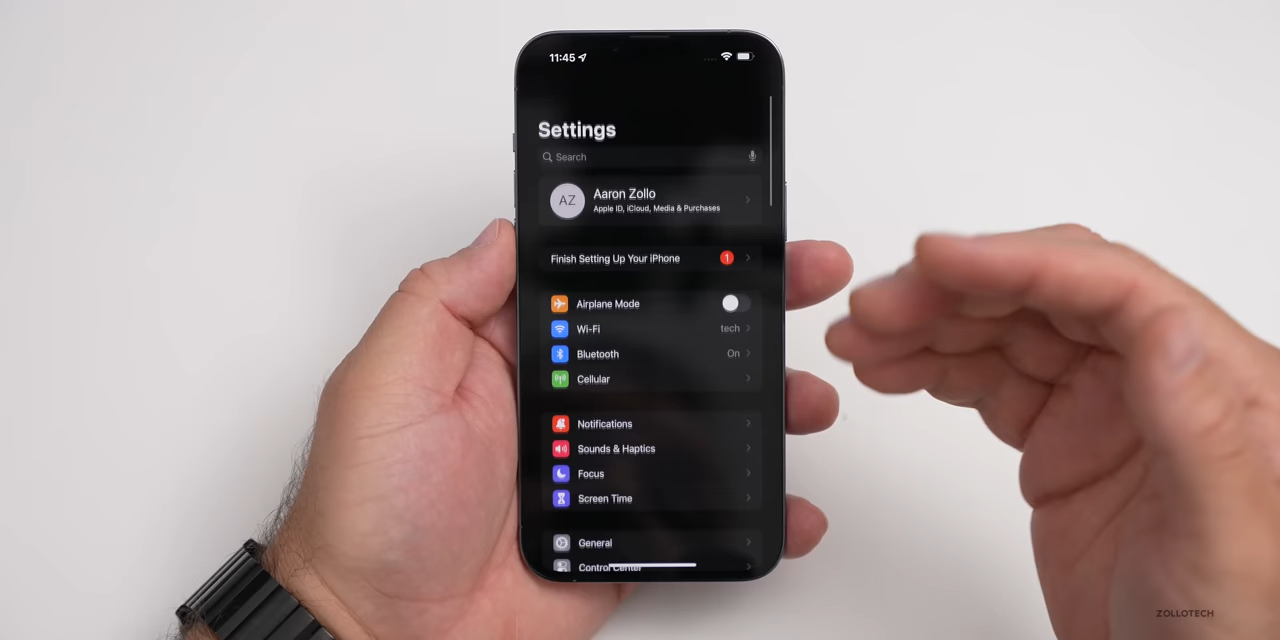 11:45
Settings
Search
AZ
Aaron Zollo
Apple ID, iCloud, Media & Purchases
Finish Setting Up Your iPhone 1
Airplane Mode
Wi-Fi tech
Bluetooth On
Cellular
Notifications
Sounds & Haptics
Focus
Screen Time
General
Control Center
ZOLLOTECH